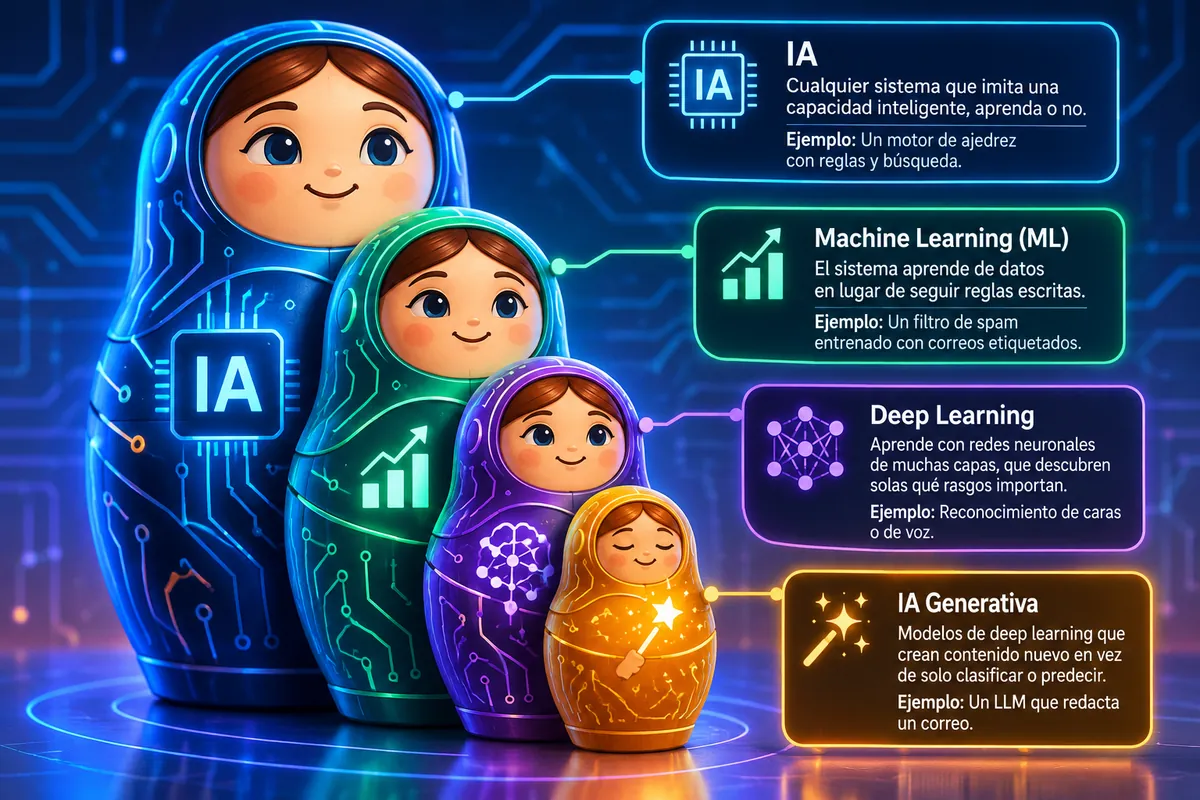 IA
IA
IA
Cualquier sistema que imita una
capacidad inteligente, aprenda o no.
Ejemplo: Un motor de ajedrez
con reglas y búsqueda.
Machine Learning (ML)
El sistema aprende de datos
en lugar de seguir reglas escritas.
Ejemplo: Un filtro de spam
entrenado con correos etiquetados.
Deep Learning
Aprende con redes neuronales
de muchas capas, que descubren
solas qué rasgos importan.
Ejemplo: Reconocimiento de caras
o de voz.
IA Generativa
Modelos de deep learning que
crean contenido nuevo en vez
de solo clasificar o predecir.
Ejemplo: Un LLM que redacta
un correo.